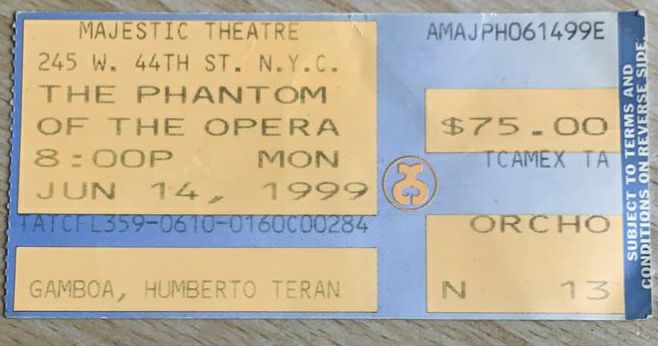 MAJESTIC THEATRE
245 W. 44TH ST. N.Y.C.
THE PHANTOM
OF THE OPERA
8:00P MON
JUN 14, 1999
TATCFL359-0610-0160C00284
GAMBOA, HUMBERTO TERAN
AMAJPH061499E
$75.00
TCAMEX TA
ORCHO
N 13
SUBJECT TO TERMS AND
CONDITIONS ON REVERSE SIDE.